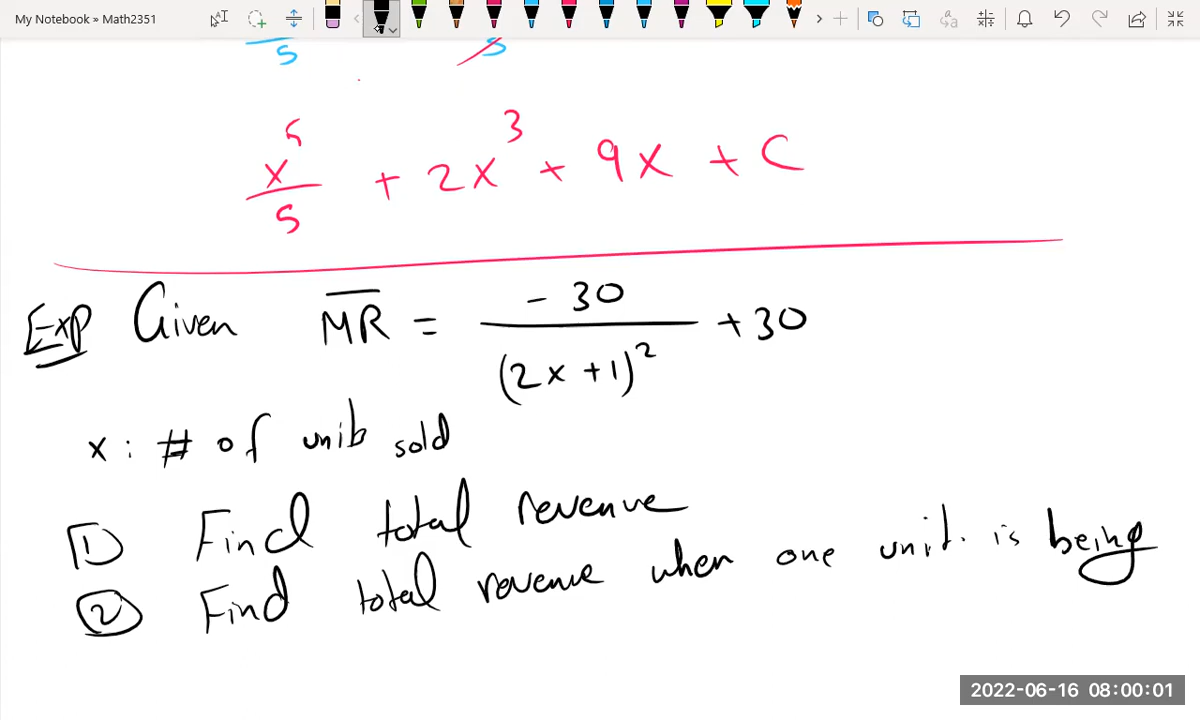 My Notebook » Math2351
5 5
x^5/5 + 2x^3 + 9x + C
Exp Given MR = -30/(2x+1)^2 +30
x : # of units sold
1) Find total revenue
2) Find total revenue when one unit is being
2022-06-16 08:00:01